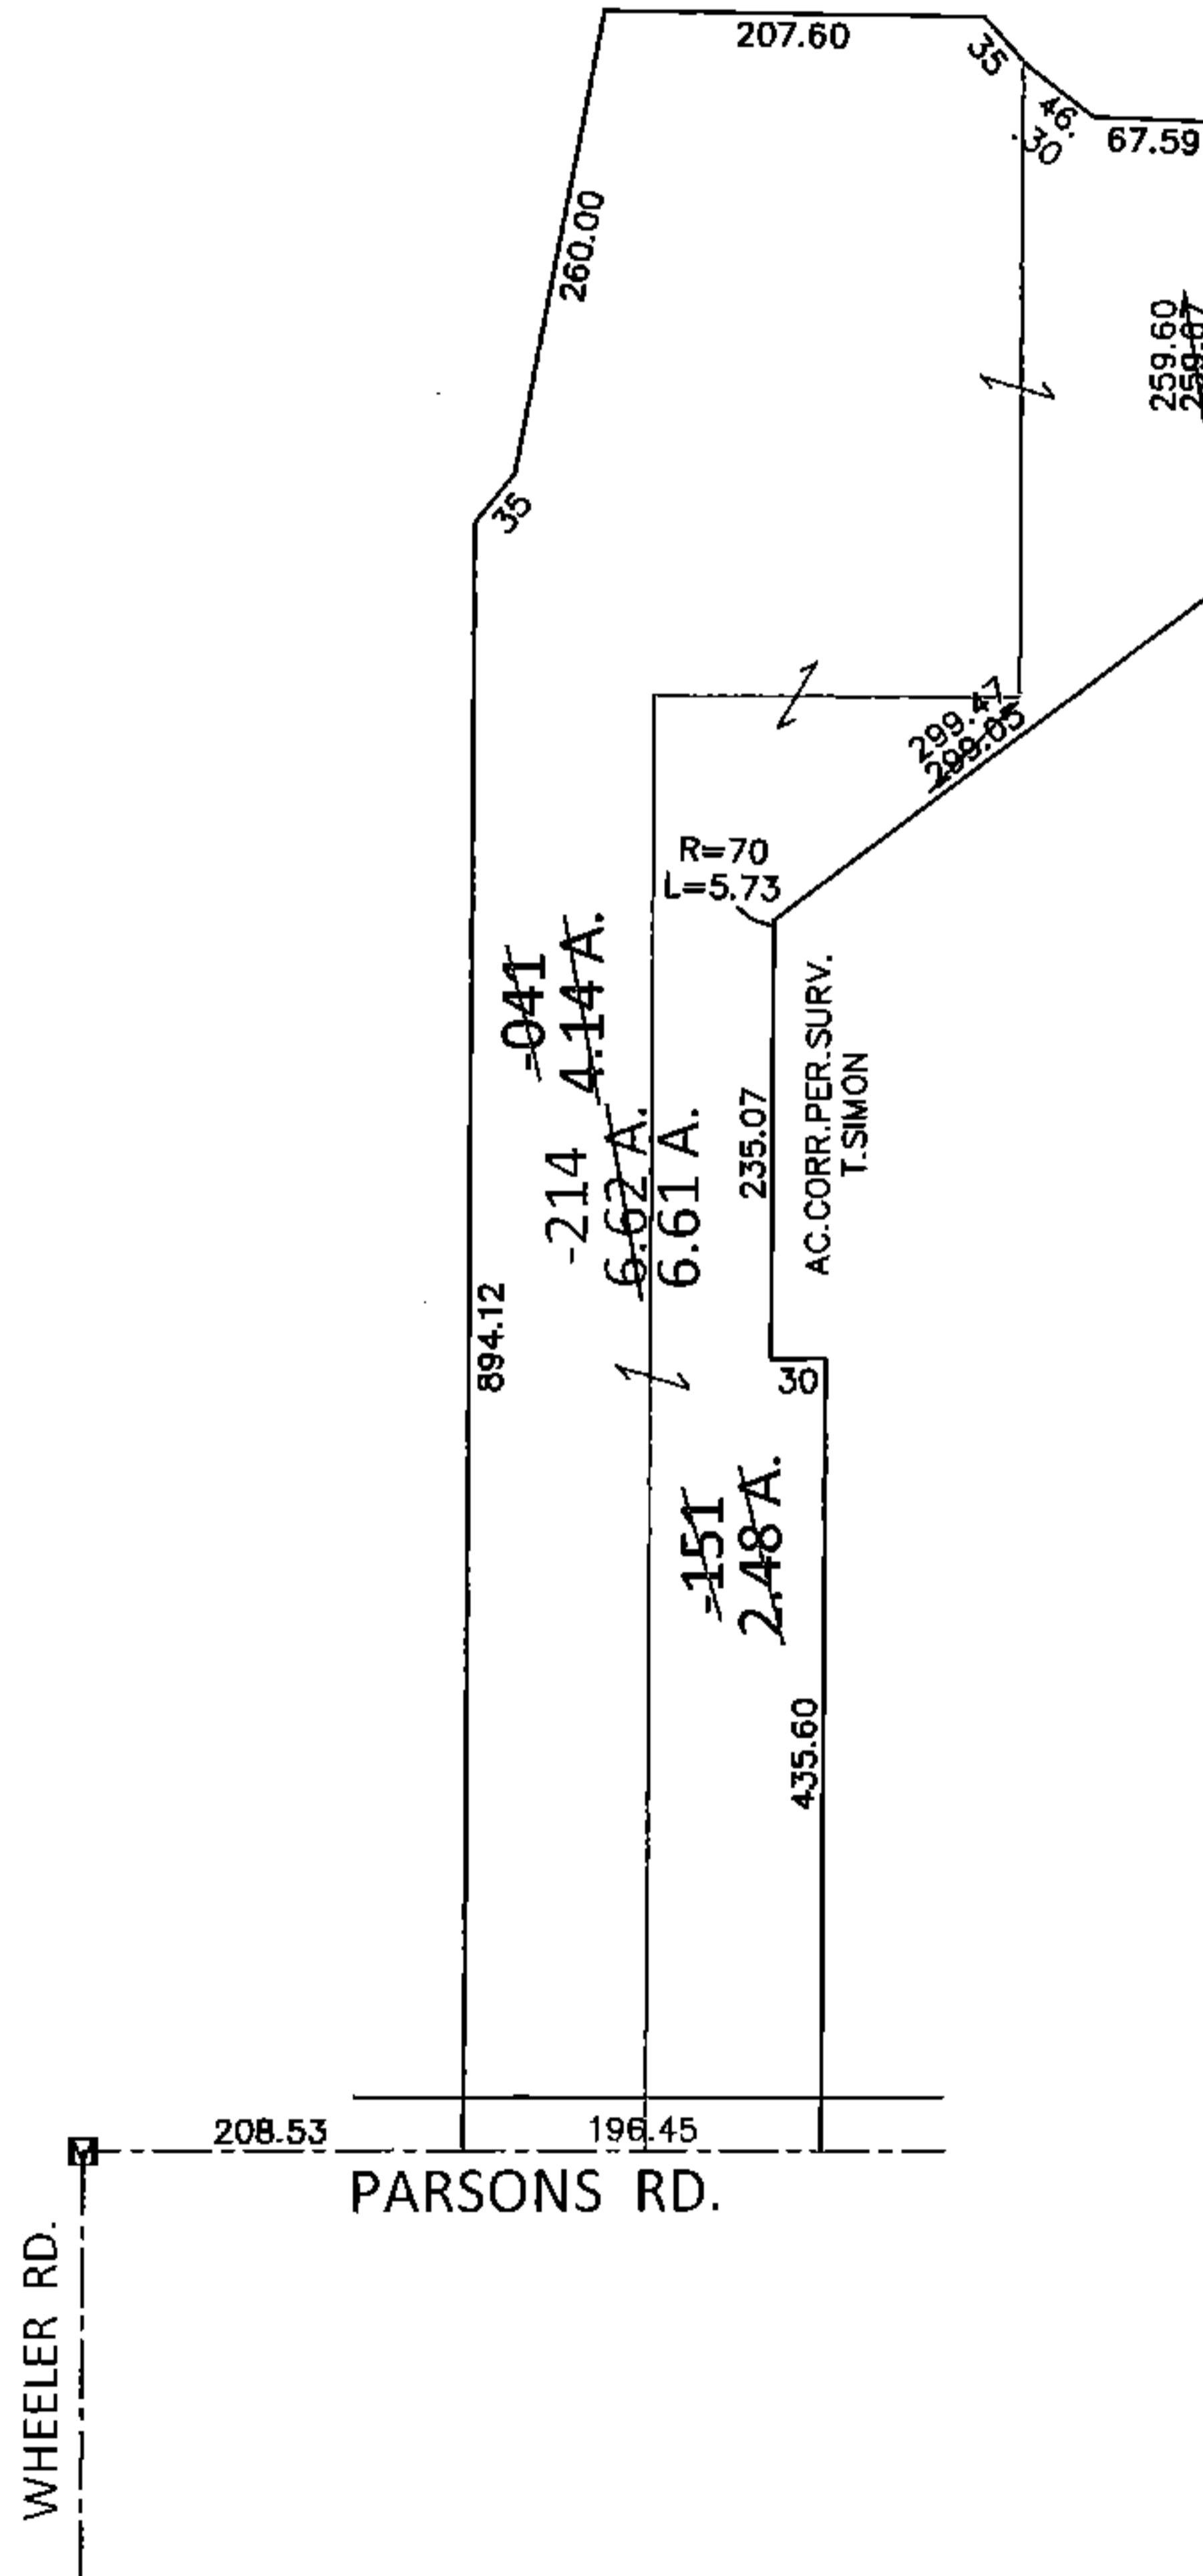 207.60
35
46.
.30
67.59
260.00
259.60
259.67
35
299.47
299.05
R=70
L=5.73
-041
4.14 A.
-214
6.62 A.
6.61 A.
235.07
AC.CORR.PER.SURV.
T.SIMON
894.12
30
-151
2.48 A.
435.60
208.53
196.45
PARSONS RD.
WHEELER RD.